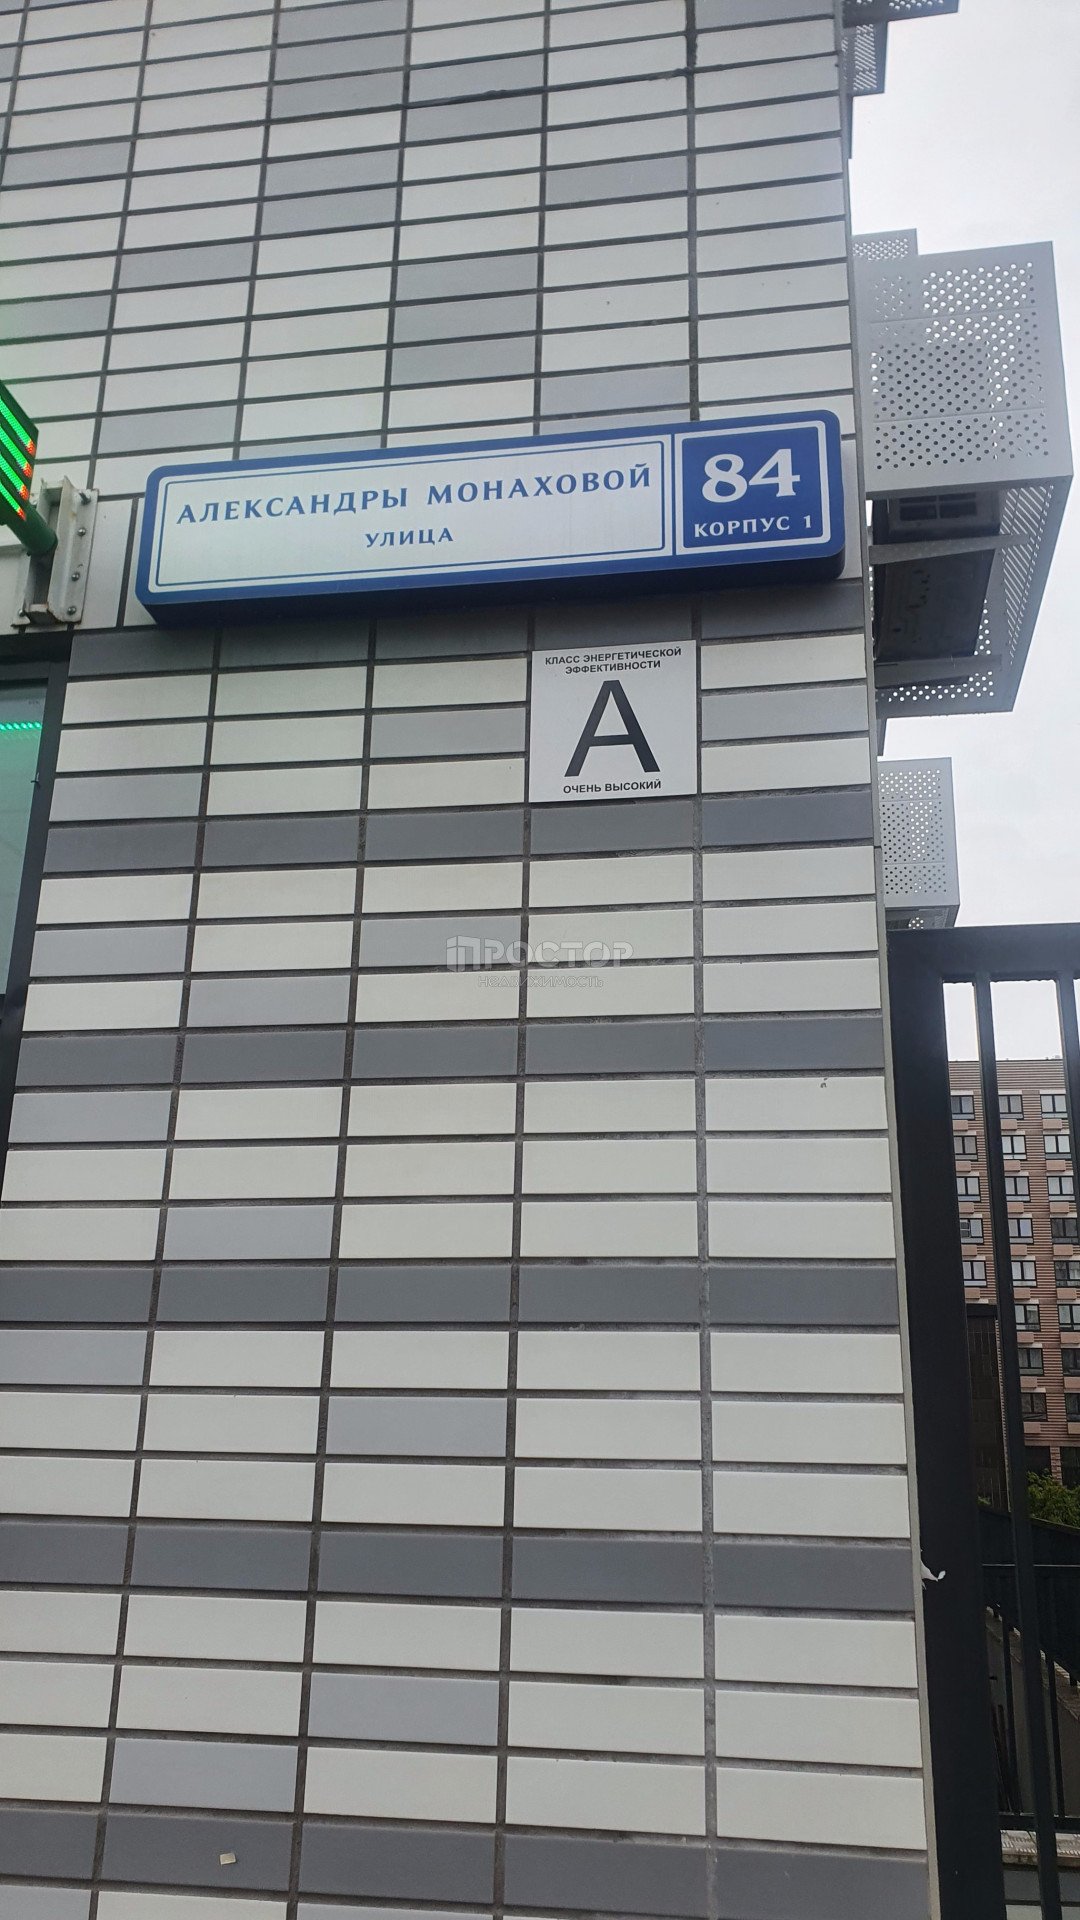 АЛЕКСАНДРЫ МОНАХОВОЙ
УЛИЦА
84
КОРПУС 1
КЛАСС ЭНЕРГЕТИЧЕСКОЙ
ЭФФЕКТИВНОСТИ
А
ОЧЕНЬ ВЫСОКИЙ
ПРОСТОР
НЕДВИЖИМОСТЬ